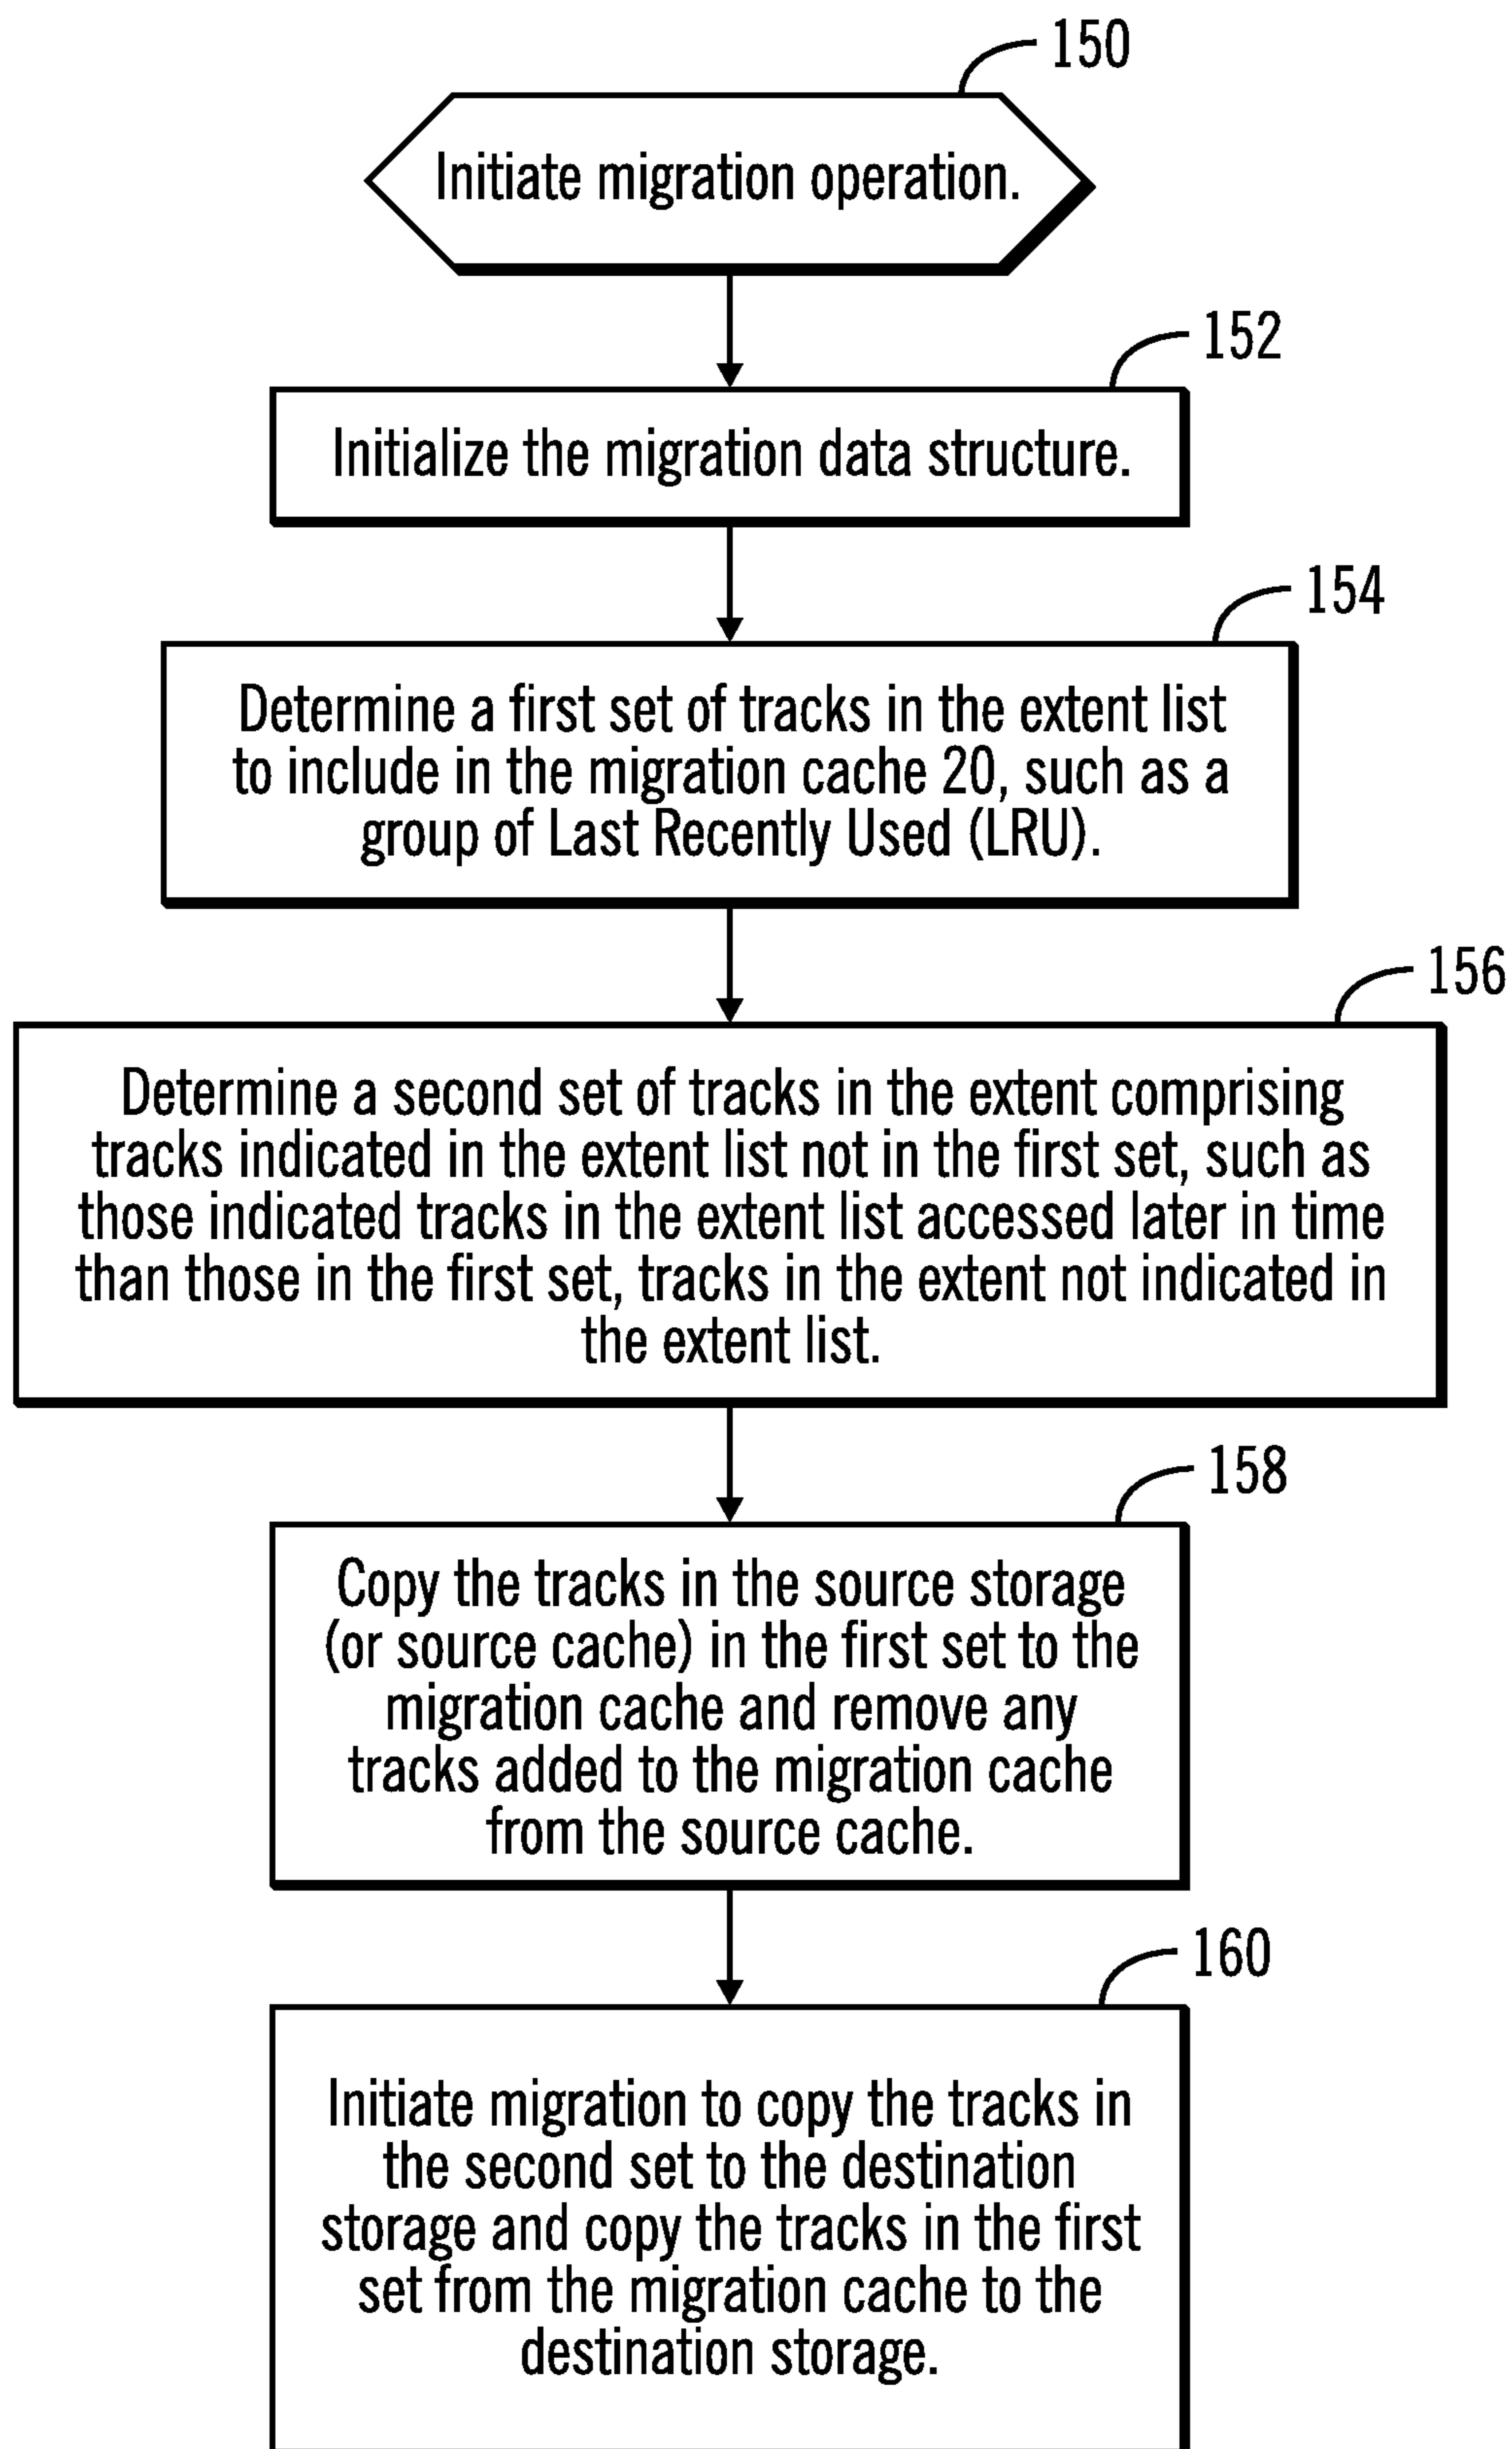 150
Initiate migration operation.
152
Initialize the migration data structure.
154
Determine a first set of tracks in the extent list
to include in the migration cache 20, such as a
group of Last Recently Used (LRU).
156
Determine a second set of tracks in the extent comprising
tracks indicated in the extent list not in the first set, such as
those indicated tracks in the extent list accessed later in time
than those in the first set, tracks in the extent not indicated in
the extent list.
158
Copy the tracks in the source storage
(or source cache) in the first set to the
migration cache and remove any
tracks added to the migration cache
from the source cache.
160
Initiate migration to copy the tracks in
the second set to the destination
storage and copy the tracks in the first
set from the migration cache to the
destination storage.